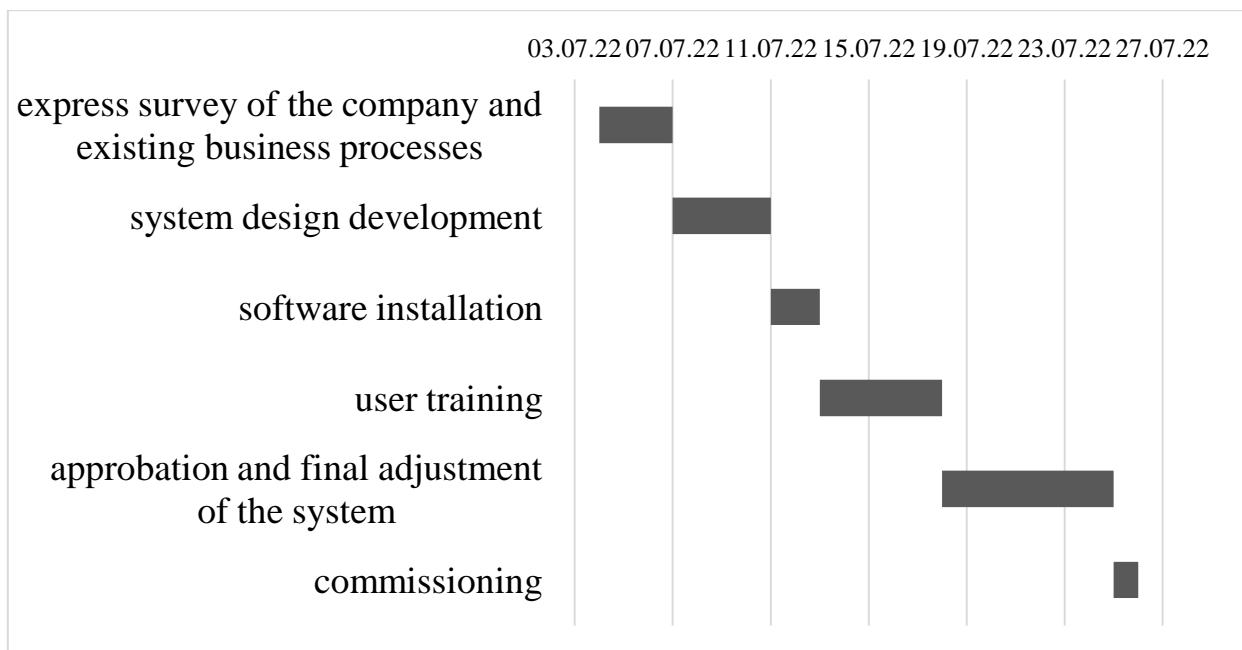 03.07.22 07.07.22 11.07.22 15.07.22 19.07.22 23.07.22 27.07.22
express survey of the company and
existing business processes
system design development
software installation
user training
approbation and final adjustment
of the system
commissioning